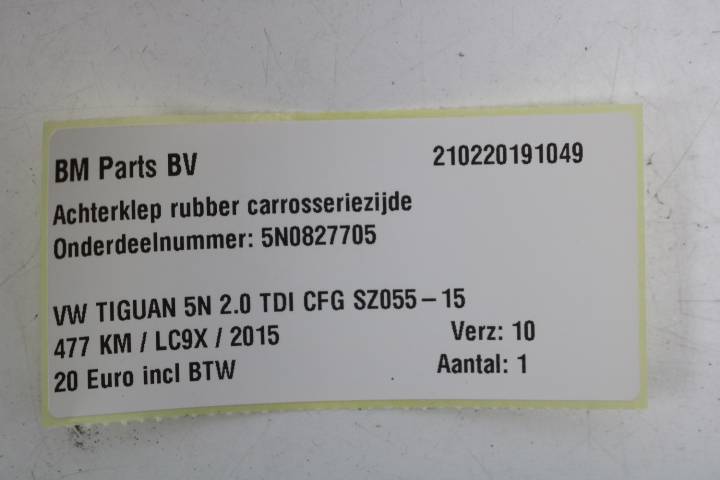 BM Parts BV 210220191049
Achterklep rubber carrosseriezijde
Onderdeelnummer: 5N0827705
VW TIGUAN 5N 2.0 TDI CFG SZ055 – 15
477 KM / LC9X / 2015 Verz: 10
20 Euro incl BTW Aantal: 1